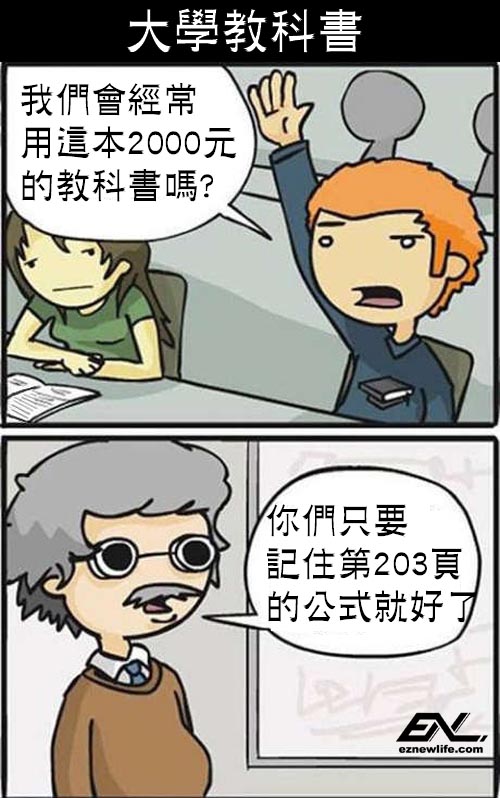 大學教科書
我們會經常
用這本2000元
的教科書嗎?
你們只要
記住第203頁
的公式就好了
ENL.
eznewlife.com